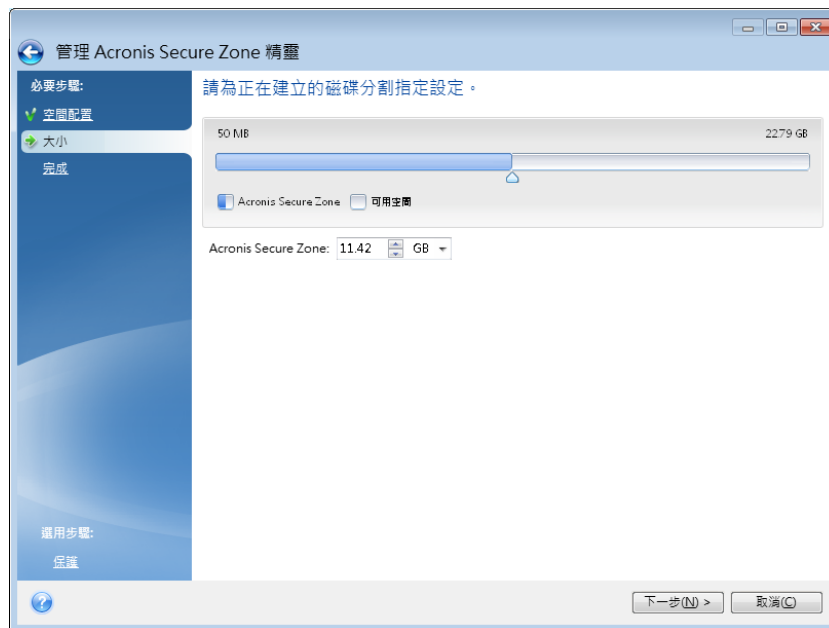 管理 Acronis Secure Zone 精靈
必要步驟:
空間配置
大小
完成
請為正在建立的磁碟分割指定設定。
50 MB
22.79 GB
Acronis Secure Zone
可用空間
Acronis Secure Zone: 11.42 GB
選用步驟:
保護
下一步(N) >
取消(C)